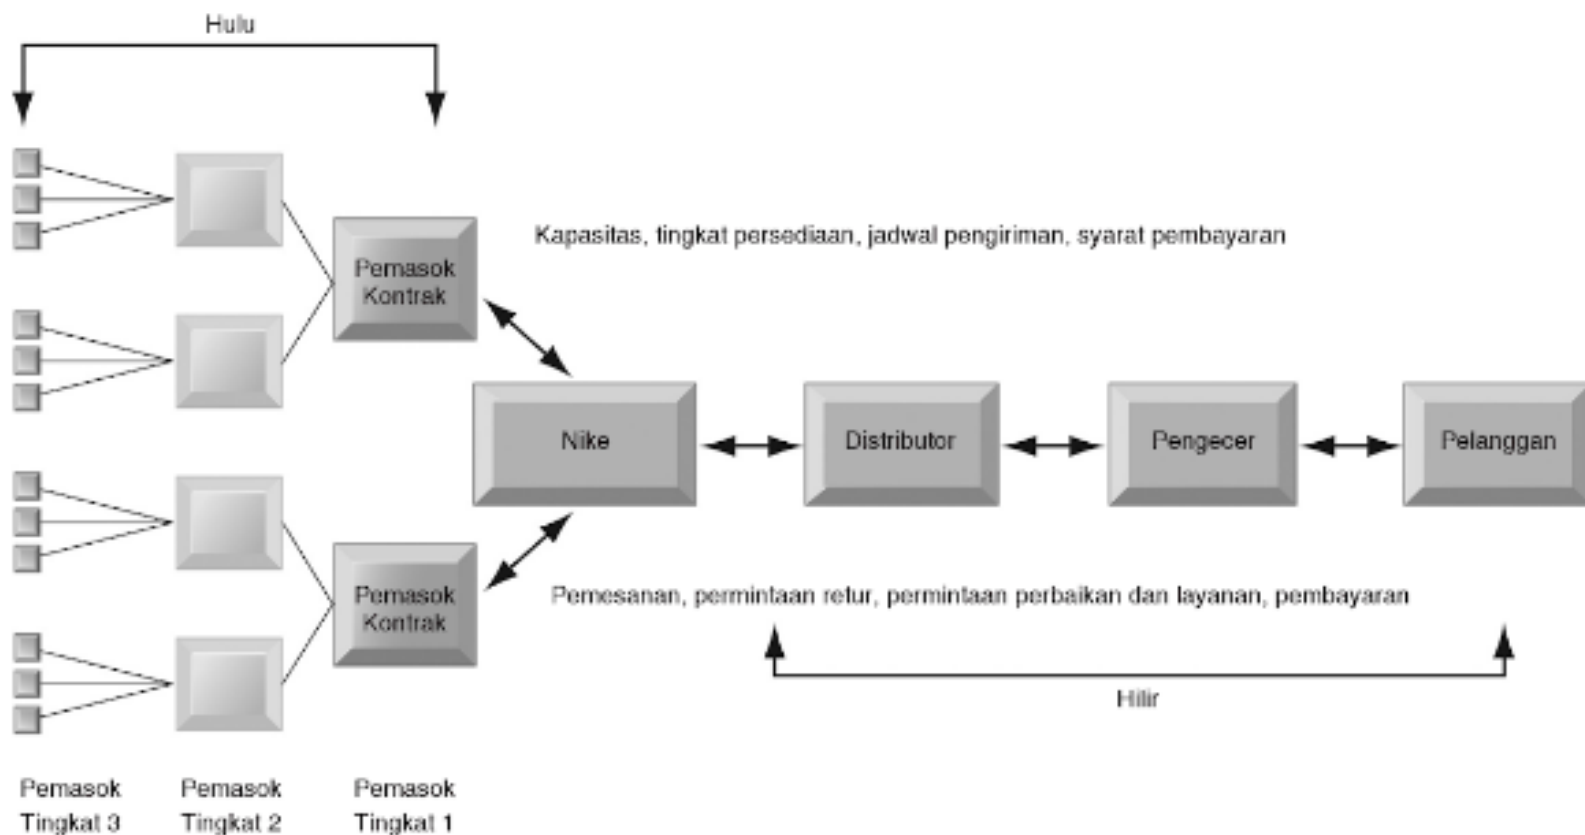 Hulu
Kapasitas, tingkat persediaan, jadwal pengiriman, syarat pembayaran
Pemasok
Kontrak
Nike
Distributor
Pengecer
Pelanggan
Pemasok
Kontrak
Pemesanan, permintaan retur, permintaan perbaikan dan layanan, pembayaran
Hilir
Pemasok
Tingkat 3
Pemasok
Tingkat 2
Pemasok
Tingkat 1